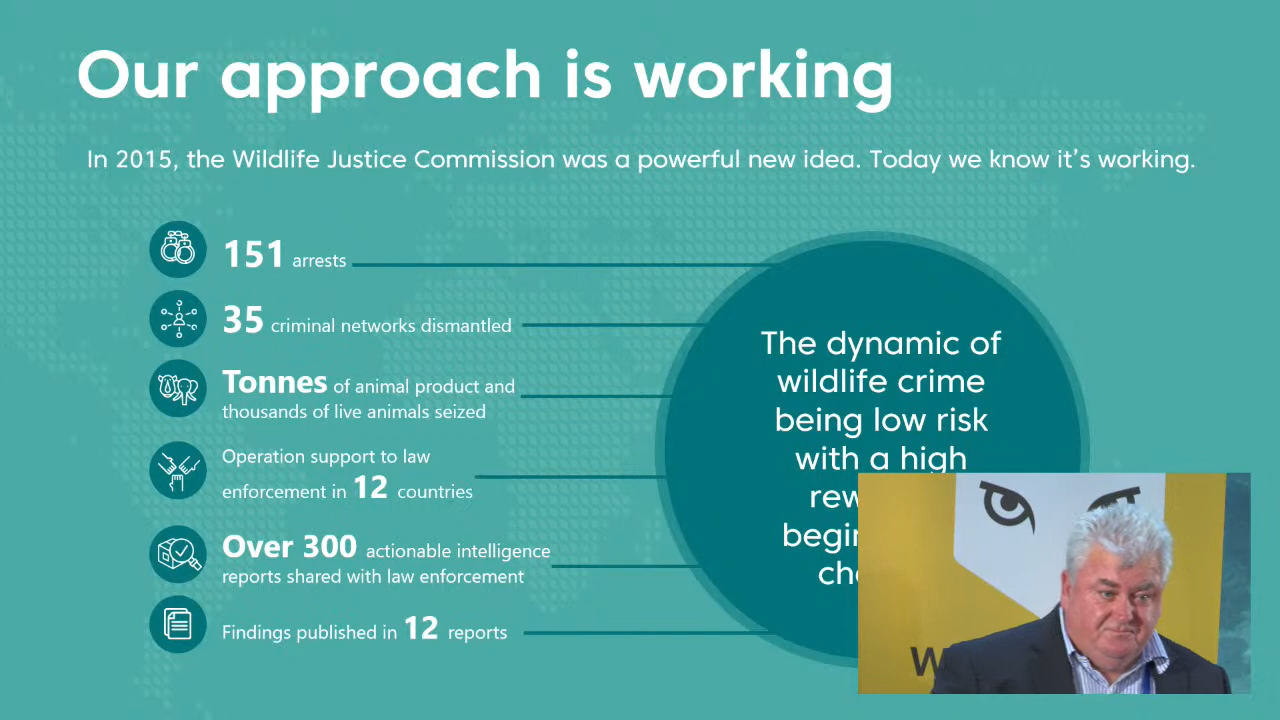 Our approach is working
In 2015, the Wildlife Justice Commission was a powerful new idea. Today we know it's working.
151 arrests
35 criminal networks dismantled
Tonnes of animal product and
thousands of live animals seized
Operation support to law
enforcement in 12 countries
Over 300 actionable intelligence
reports shared with law enforcement
Findings published in 12 reports
The dynamic of
wildlife crime
being low risk
with a high